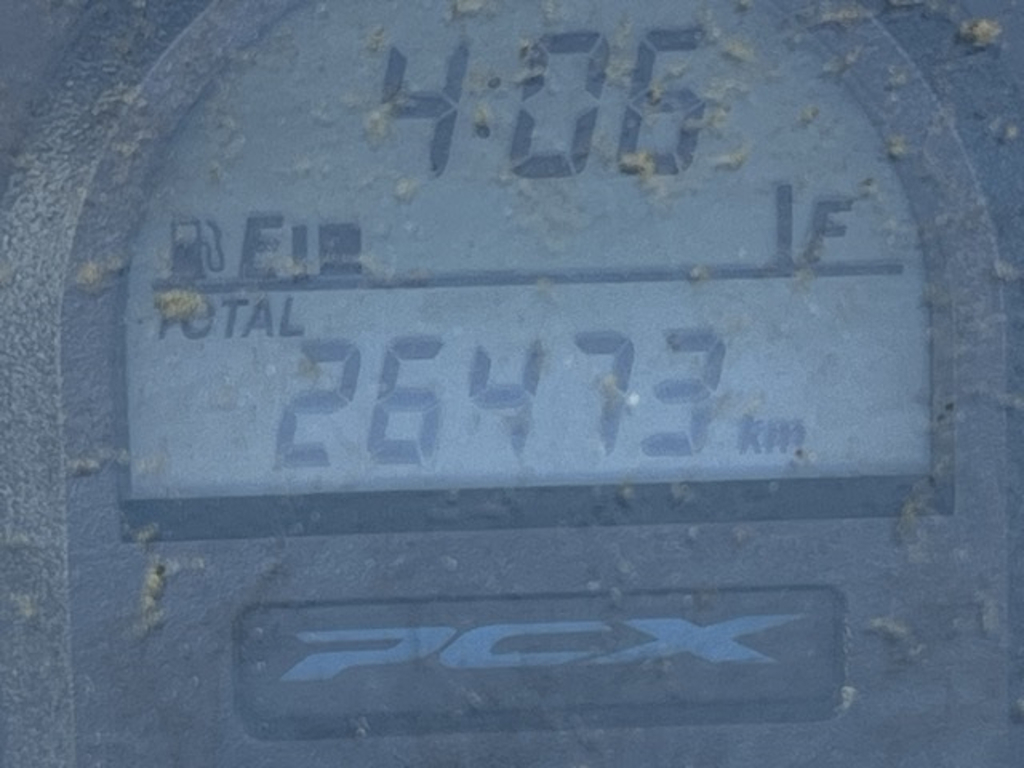 4:06
E F
TOTAL
26473 km
PCX